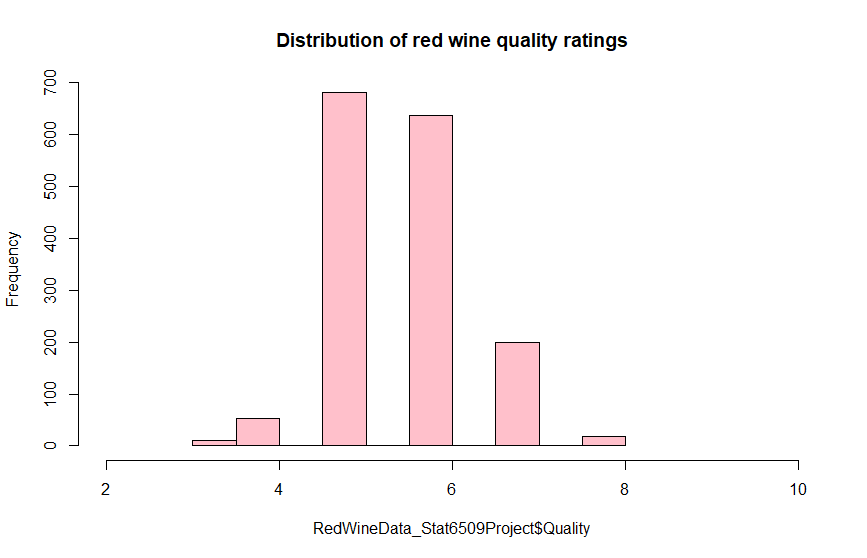 Distribution of red wine quality ratings
Frequency
700
600
500
400
300
200
100
0
2 4 6 8 10
RedWineData_Stat6509Project$Quality